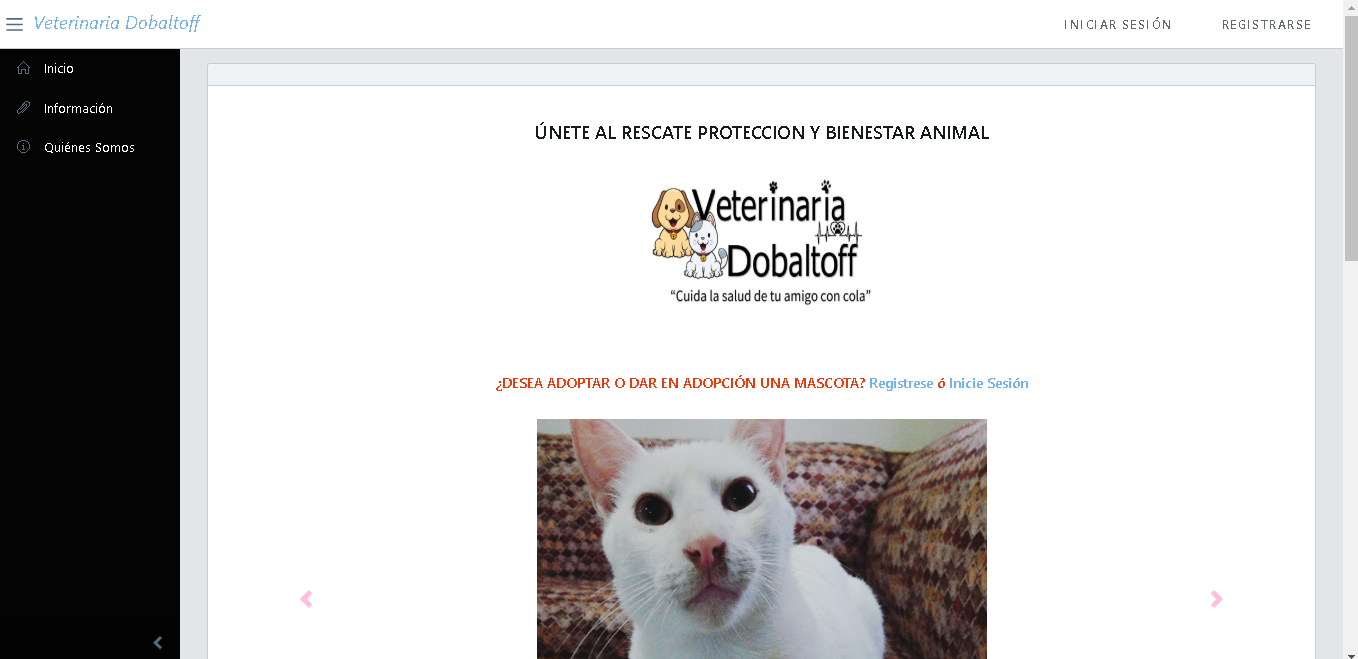 Veterinaria Dobaltoff
INICIAR SESIÓN
REGISTRARSE
Inicio
Información
Quiénes Somos
ÚNETE AL RESCATE PROTECCION Y BIENESTAR ANIMAL
Veterinaria
Dobaltoff
“Cuida la salud de tu amigo con cola”
¿DESEA ADOPTAR O DAR EN ADOPCIÓN UNA MASCOTA? Registrese ó Inicie Sesión